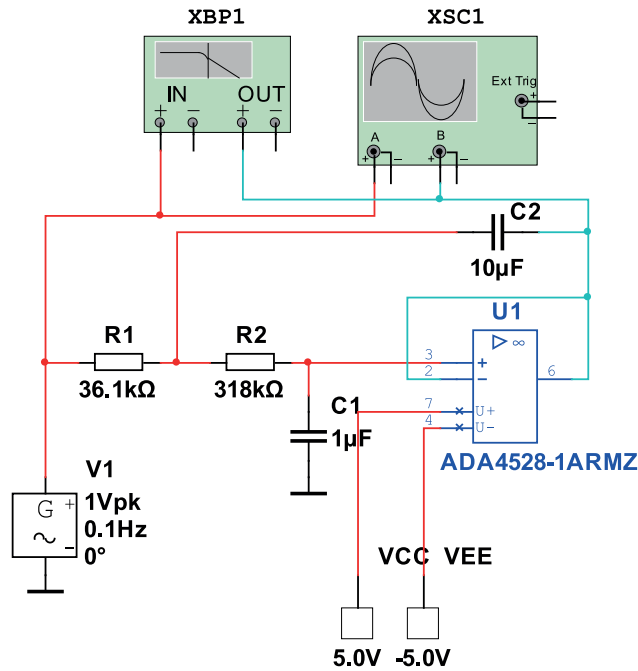 XBP1
XSC1
IN
OUT
+
−
+
−
Ext Trig
+
−
A
B
+
−
+
−
C2
10µF
U1
R1
36.1kΩ
R2
318kΩ
3
+
2
−
∞
6
7
U+
4
U-
C1
1µF
ADA4528-1ARMZ
V1
G
+
−
1Vpk
0.1Hz
0°
VCC
VEE
5.0V
-5.0V